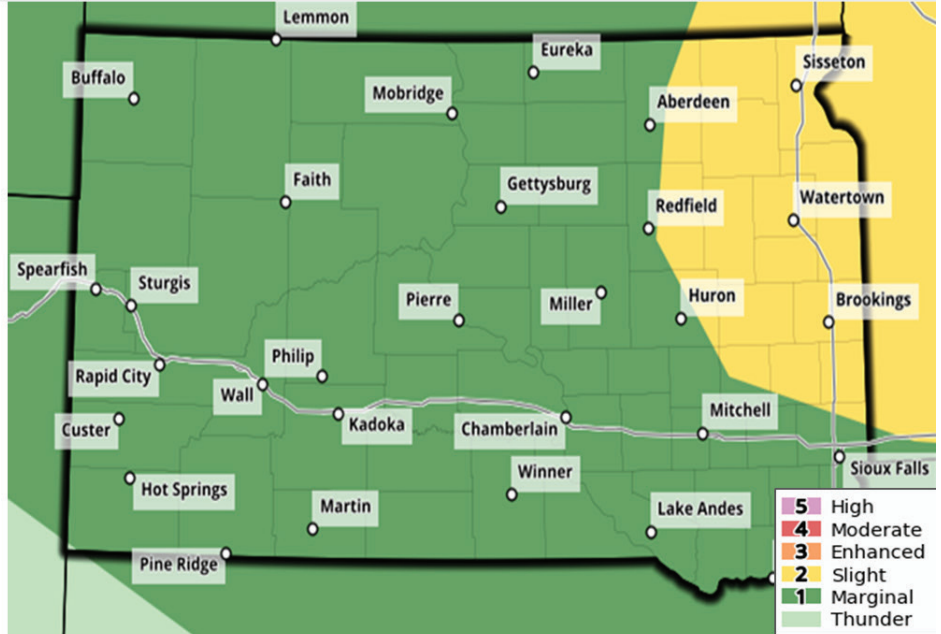 Lemmon
Eureka
Sisseton
Buffalo
Mobridge
Aberdeen
Faith
Gettysburg
Redfield
Watertown
Spearfish
Sturgis
Pierre
Miller
Huron
Brookings
Philip
Rapid City
Wall
Kadoka
Chamberlain
Mitchell
Custer
Hot Springs
Winner
Sioux Falls
Martin
Lake Andes
Pine Ridge
5 High
4 Moderate
3 Enhanced
2 Slight
1 Marginal
Thunder